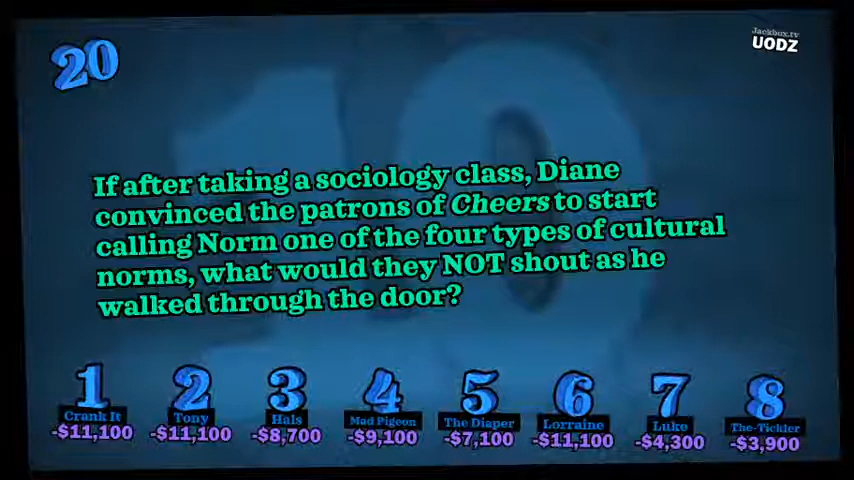 20
Jackbox.tv
UODZ
If after taking a sociology class, Diane
convinced the patrons of Cheers to start
calling Norm one of the four types of cultural
norms, what would they NOT shout as he
walked through the door?
1 2 3 4 5 6 7 8
Crank It Tony Hals Mad Pigeon The Diaper Lorraine Luke The-Tickler
-$11,100 -$11,100 -$8,700 -$9,100 -$7,100 -$11,100 -$4,300 -$3,900